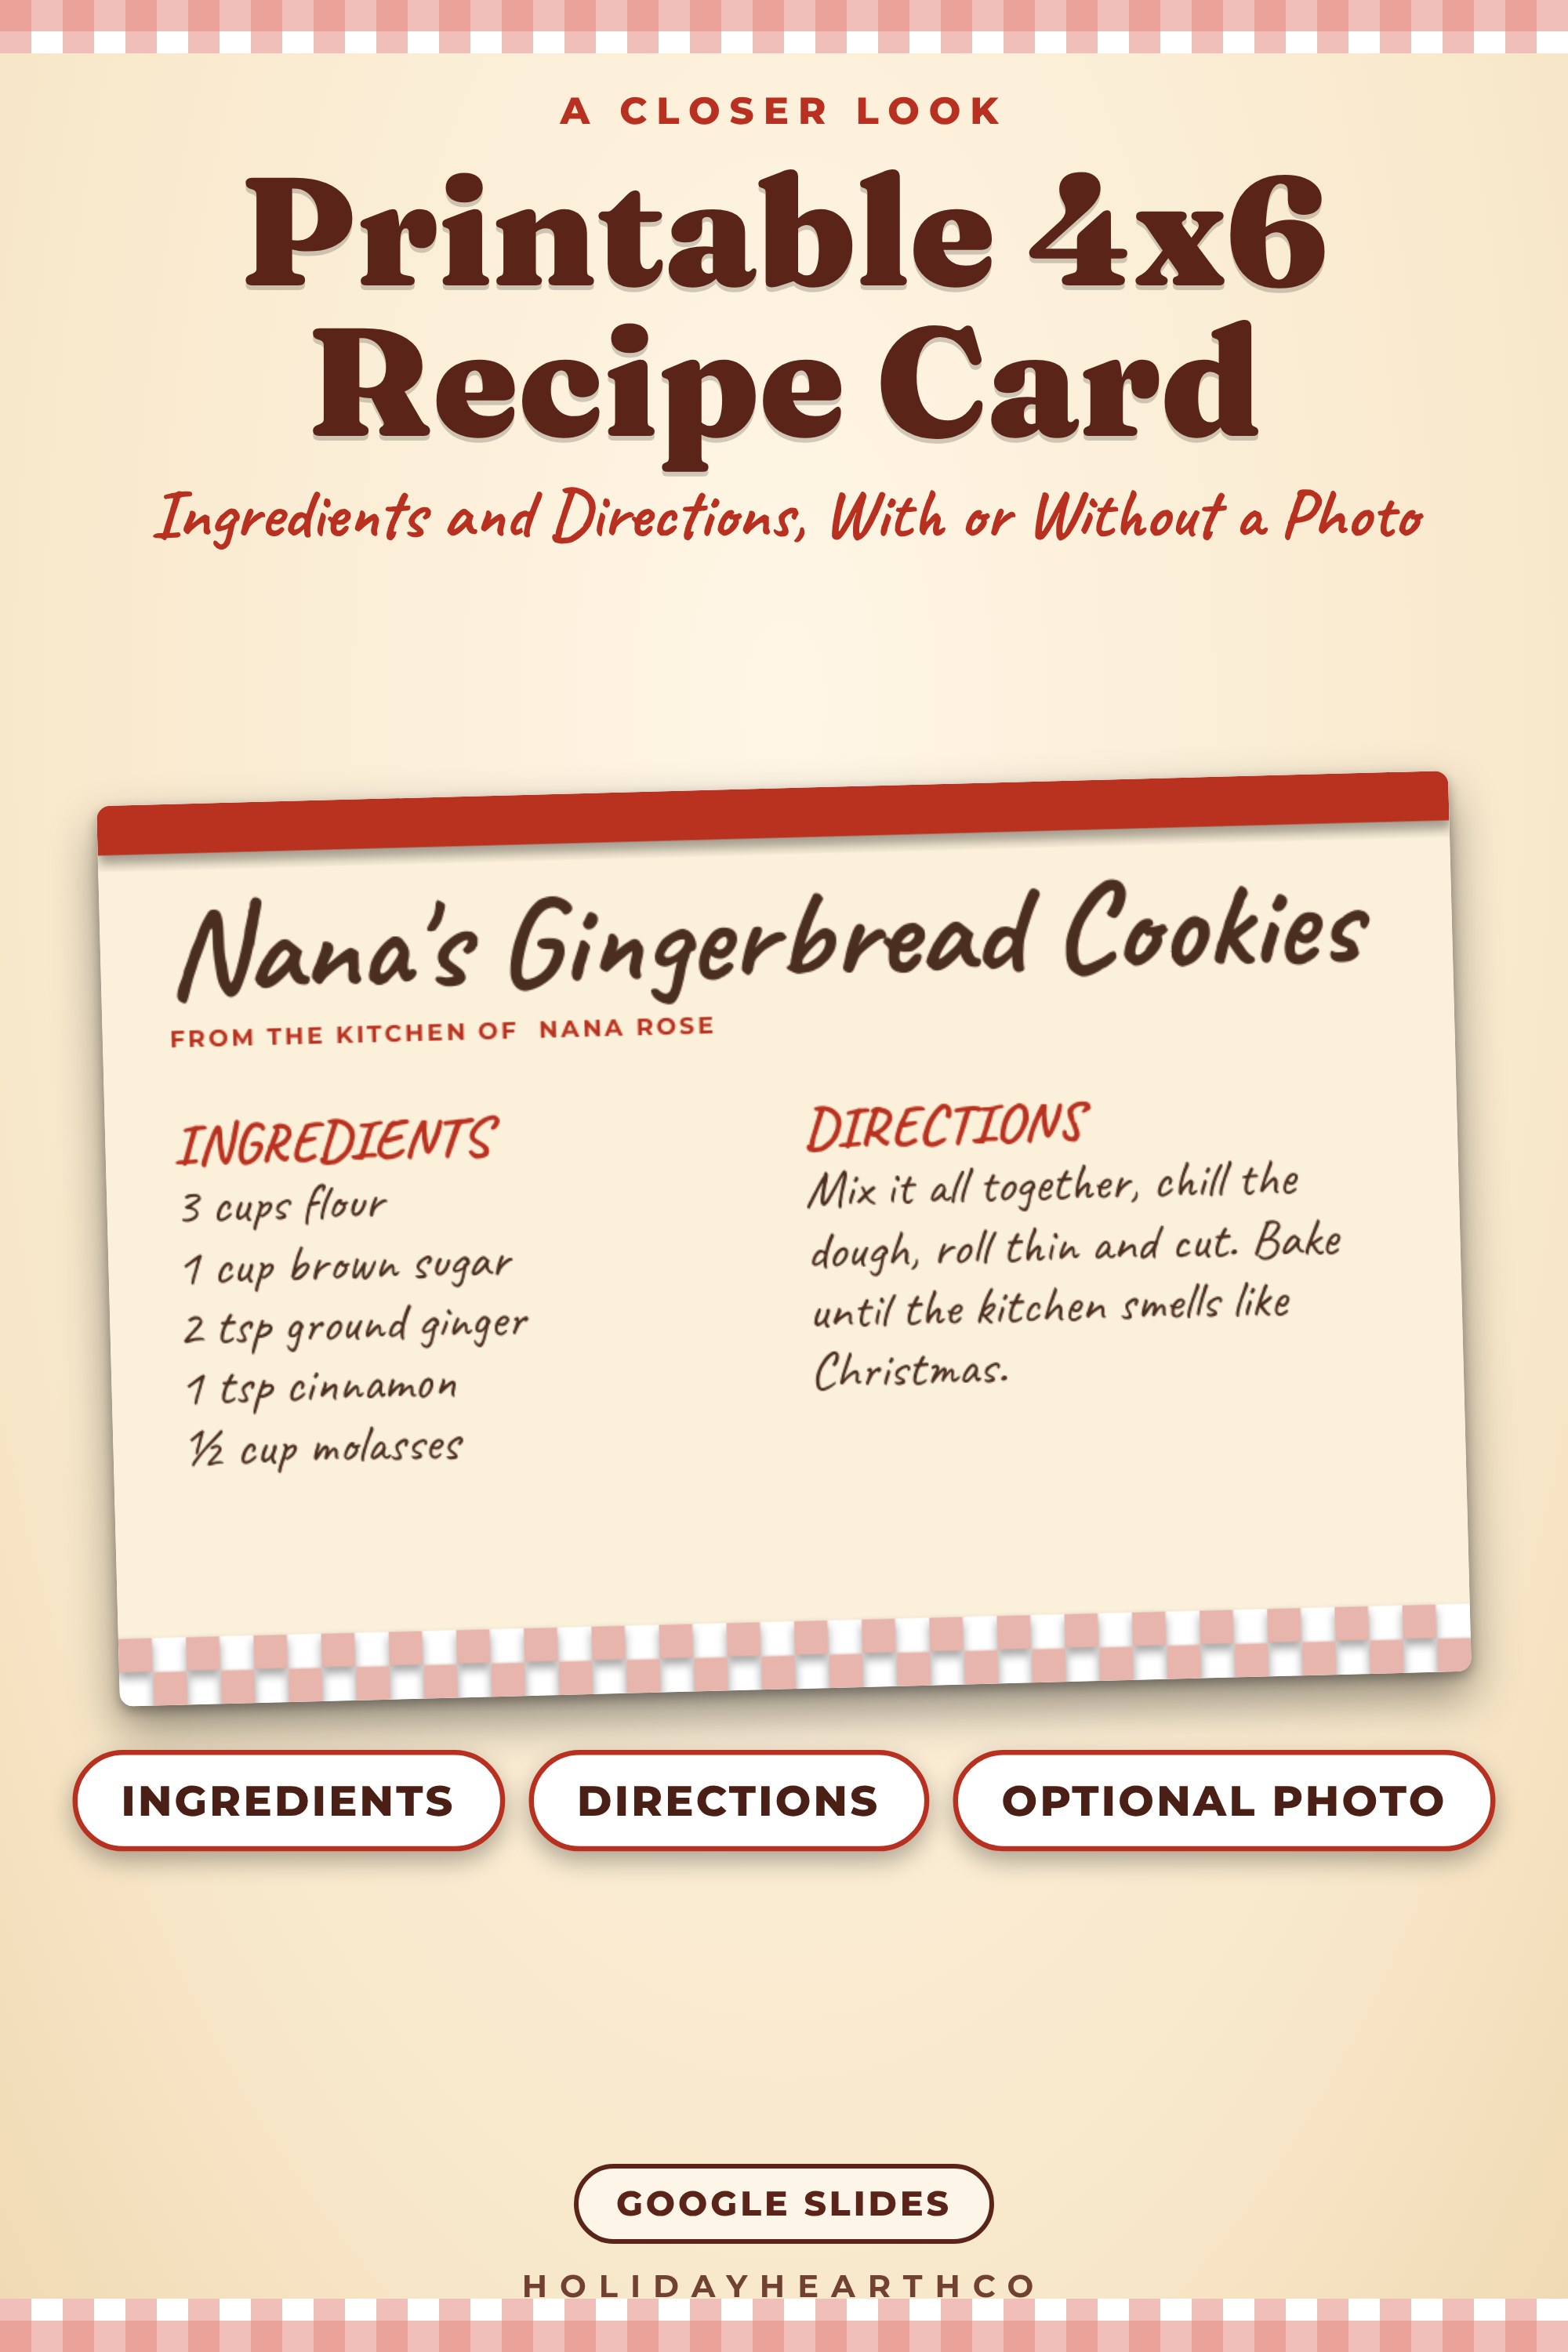 A CLOSER LOOK
Printable 4x6
Recipe Card
Ingredients and Directions, With or Without a Photo
Nana's Gingerbread Cookies
FROM THE KITCHEN OF NANA ROSE
INGREDIENTS
3 cups flour
1 cup brown sugar
2 tsp ground ginger
1 tsp cinnamon
½ cup molasses
DIRECTIONS
Mix it all together, chill the
dough, roll thin and cut. Bake
until the kitchen smells like
Christmas.
INGREDIENTS
DIRECTIONS
OPTIONAL PHOTO
GOOGLE SLIDES
HOLIDAYHEARTHCO